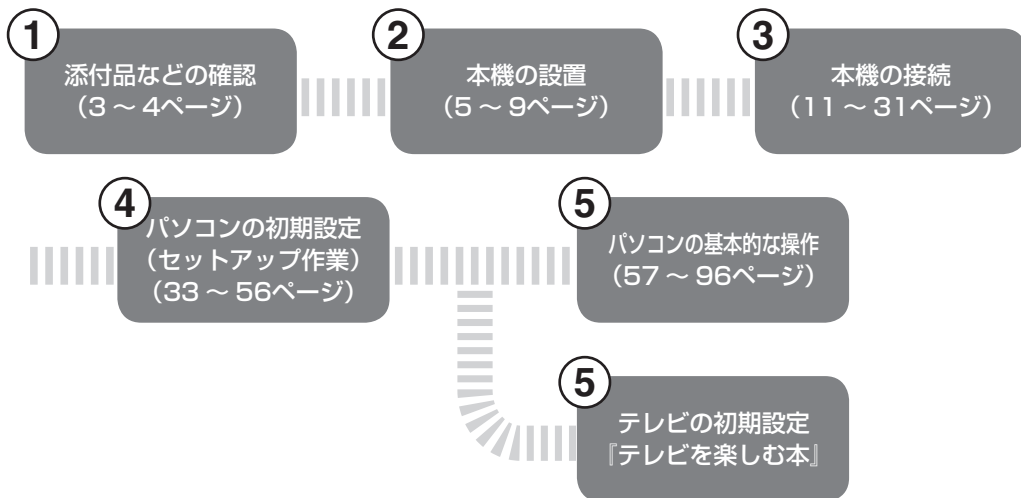 1
添付品などの確認
（3 ～ 4ページ）
2
本機の設置
（5 ～ 9ページ）
3
本機の接続
（11 ～ 31ページ）
4
パソコンの初期設定
（セットアップ作業）
（33 ～ 56ページ）
5
パソコンの基本的な操作
（57 ～ 96ページ）
5
テレビの初期設定
『テレビを楽しむ本』